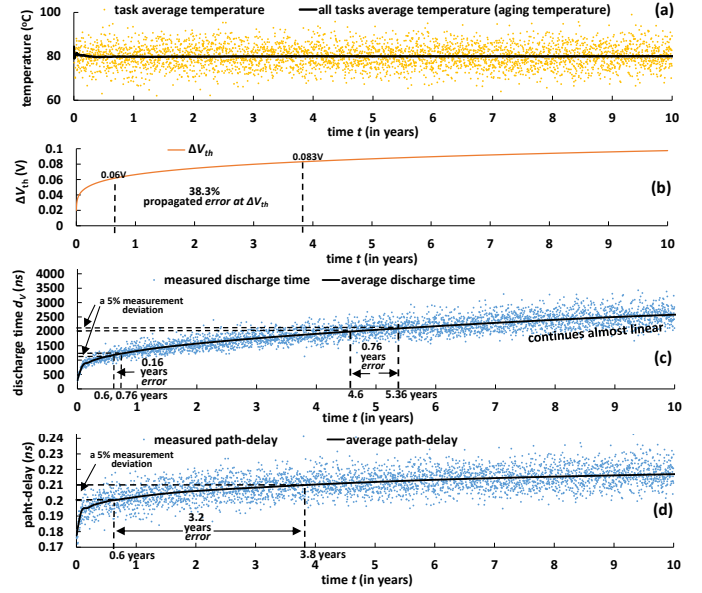 task average temperature
all tasks average temperature (aging temperature)
(a)
temperature (°C)
100
80
60
0 1 2 3 4 5 6 7 8 9 10
time t (in years)
ΔVth
(b)
ΔVth (V)
0.1
0.08
0.06
0.04
0.02
0
0.06V
0.083V
38.3%
propagated error at ΔVth
0 1 2 3 4 5 6 7 8 9 10
time t (in years)
measured discharge time
average discharge time
(c)
discharge time dV (ns)
4000
3500
3000
2500
2000
1500
1000
500
0
a 5% measurement
deviation
0.16
years
error
0.76
years
error
continues almost linear
0.6, 0.76 years
4.6
5.36 years
0 1 2 3 4 5 6 7 8 9 10
time t (in years)
measured path-delay
average path-delay
(d)
paht-delay (ns)
0.24
0.23
0.22
0.21
0.2
0.19
0.18
0.17
a 5% measurement
deviation
3.2
years
error
0.6 years
3.8 years
0 1 2 3 4 5 6 7 8 9 10
time t (in years)